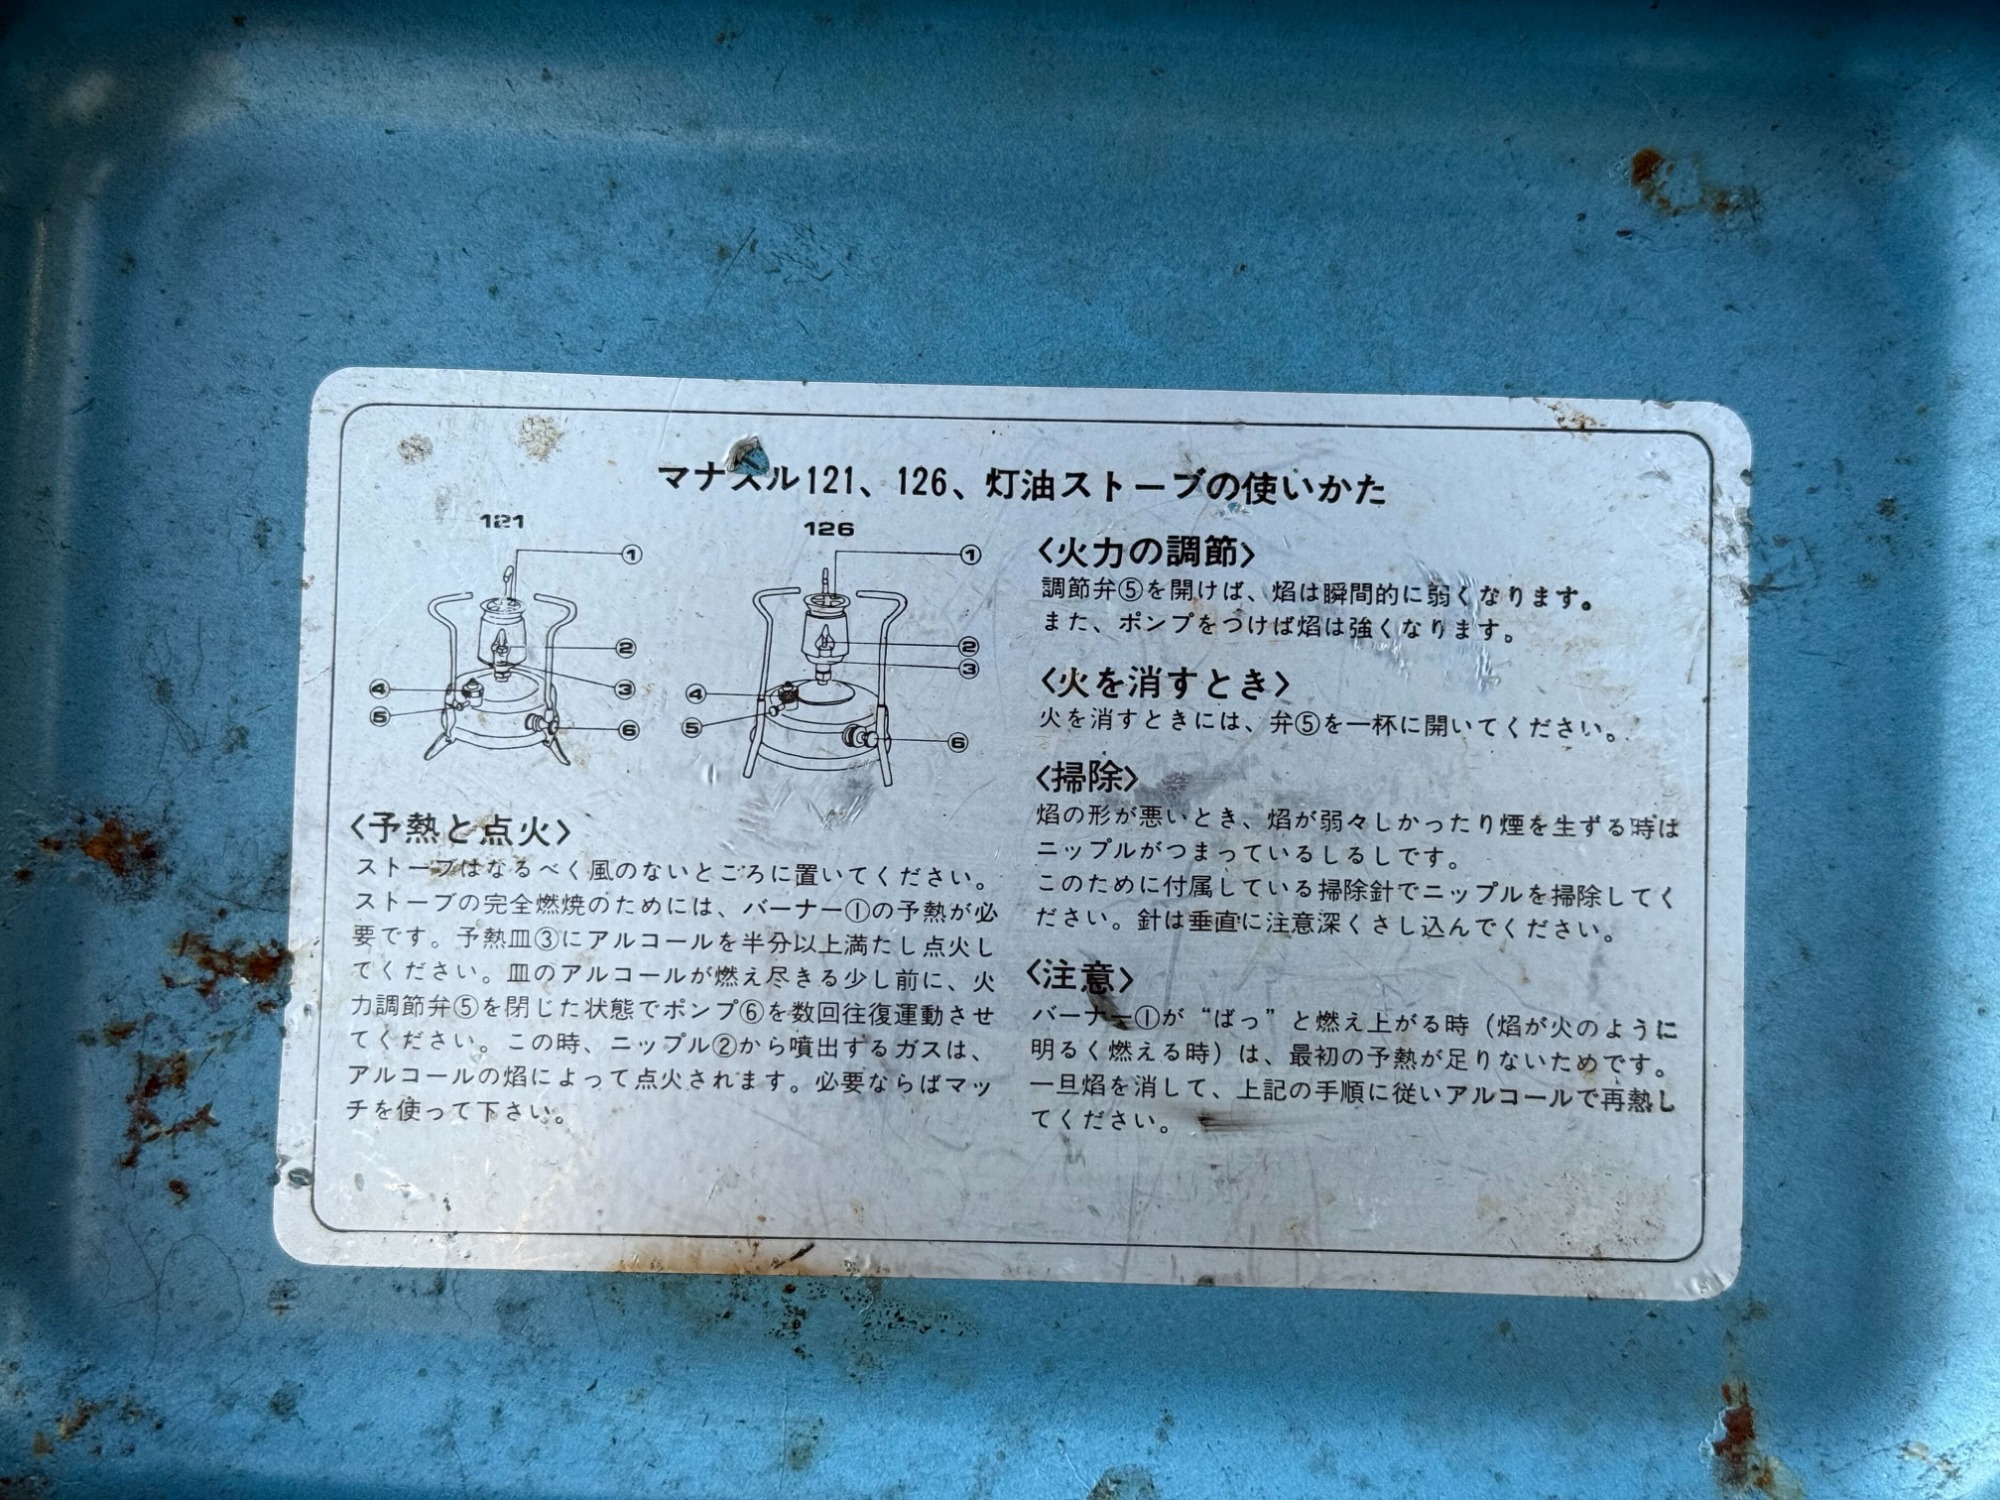 マナスル121、126、灯油ストーブの使いかた
121
①
②
③
④
⑤
⑥
126
①
②
③
④
⑤
⑥
〈予熱と点火〉
ストーブはなるべく風のないところに置いてください。
ストーブの完全燃焼のためには、バーナー①の予熱が必
要です。予熱皿③にアルコールを半分以上満たし点火し
てください。皿のアルコールが燃え尽きる少し前に、火
力調節弁⑤を閉じた状態でポンプ⑥を数回往復運動させ
てください。この時、ニップル②から噴出するガスは、
アルコールの焰によって点火されます。必要ならばマッ
チを使って下さい。
〈火力の調節〉
調節弁⑤を開けば、焰は瞬間的に弱くなります。
また、ポンプをつけば焰は強くなります。
〈火を消すとき〉
火を消すときには、弁⑤を一杯に開いてください。
〈掃除〉
焰の形が悪いとき、焰が弱々しかったり煙を生ずる時は
ニップルがつまっているしるしです。
このために付属している掃除針でニップルを掃除してく
ださい。針は垂直に注意深くさし込んでください。
〈注意〉
バーナー①が“ぱっ”と燃え上がる時（焰が火のように
明るく燃える時）は、最初の予熱が足りないためです。
一旦焰を消して、上記の手順に従いアルコールで再熱し
てください。